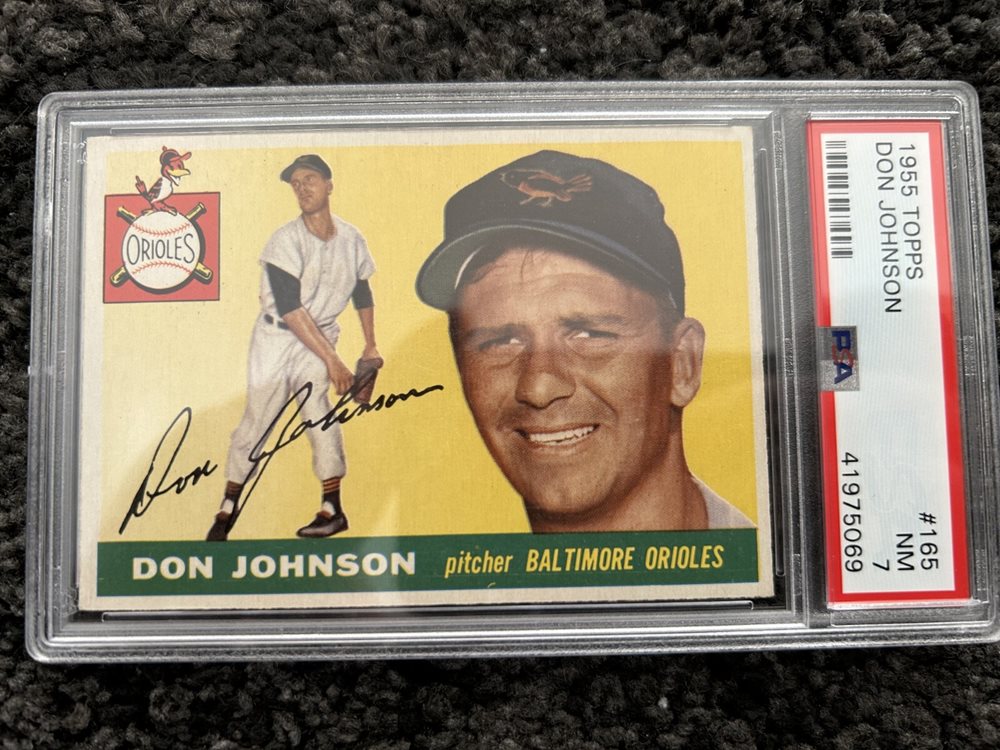 ORIOLES
Don Johnson
DON JOHNSON pitcher BALTIMORE ORIOLES
1955 TOPPS
DON JOHNSON
PSA
#165
NM
7
41975069